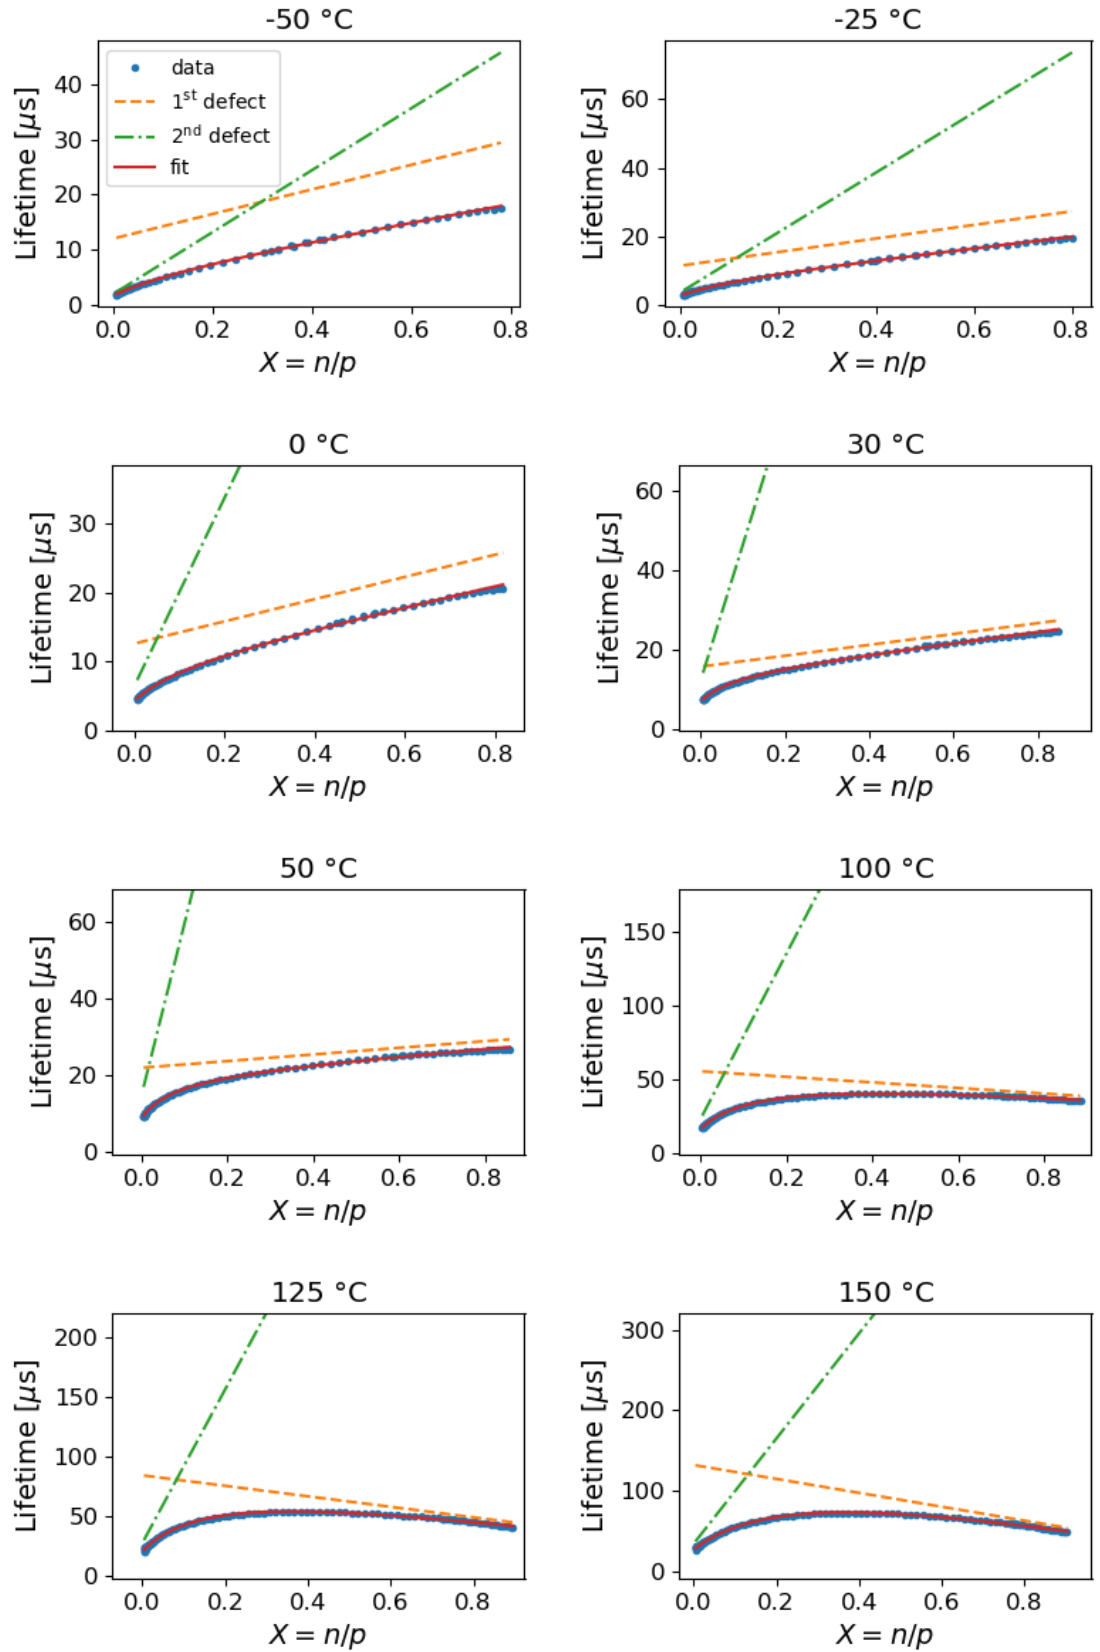 -50 °C
-25 °C
Lifetime [μs]
40
30
20
10
0
data
1st defect
2nd defect
fit
0.0 0.2 0.4 0.6 0.8
X = n/p
Lifetime [μs]
60
40
20
0
0.0 0.2 0.4 0.6 0.8
X = n/p
0 °C
30 °C
Lifetime [μs]
30
20
10
0
0.0 0.2 0.4 0.6 0.8
X = n/p
Lifetime [μs]
60
40
20
0
0.0 0.2 0.4 0.6 0.8
X = n/p
50 °C
100 °C
Lifetime [μs]
60
40
20
0
0.0 0.2 0.4 0.6 0.8
X = n/p
Lifetime [μs]
150
100
50
0
0.0 0.2 0.4 0.6 0.8
X = n/p
125 °C
150 °C
Lifetime [μs]
200
150
100
50
0
0.0 0.2 0.4 0.6 0.8
X = n/p
Lifetime [μs]
300
200
100
0
0.0 0.2 0.4 0.6 0.8
X = n/p